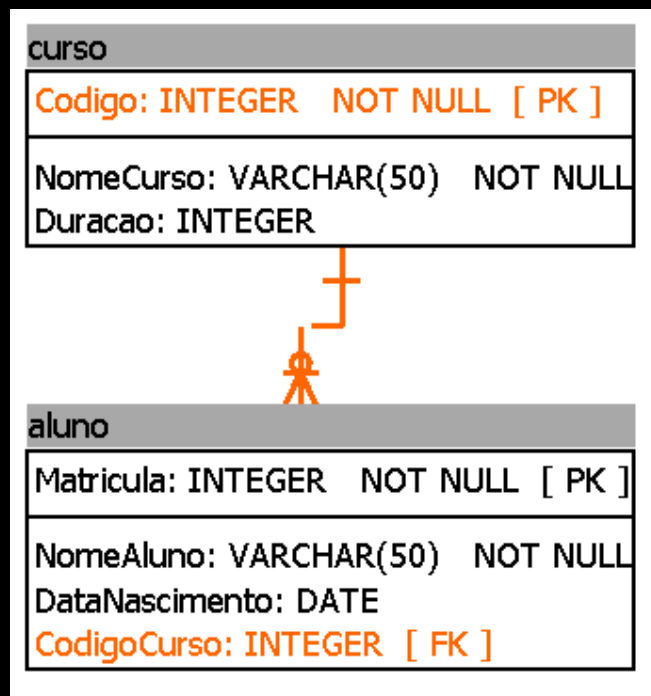 curso
Codigo: INTEGER NOT NULL [ PK ]
NomeCurso: VARCHAR(50) NOT NULL
Duracao: INTEGER
aluno
Matricula: INTEGER NOT NULL [ PK ]
NomeAluno: VARCHAR(50) NOT NULL
DataNascimento: DATE
CodigoCurso: INTEGER [ FK ]